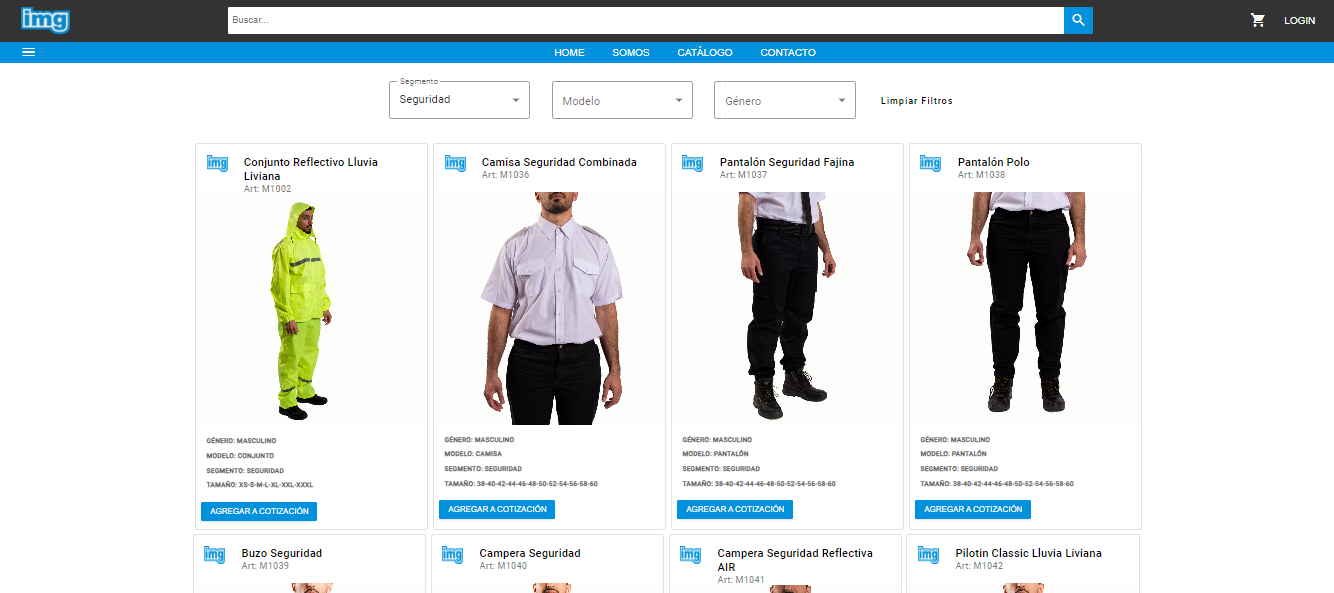 img
Buscar...
LOGIN
HOME SOMOS CATÁLOGO CONTACTO
Segmento
Seguridad
Modelo
Género
Limpiar Filtros
img
Conjunto Reflectivo Lluvia
Liviana
Art: M1002
GÉNERO: MASCULINO
MODELO: CONJUNTO
SEGMENTO: SEGURIDAD
TAMAÑO: XS-S-M-L-XL-XXL-XXXL
AGREGAR A COTIZACIÓN
img
Camisa Seguridad Combinada
Art: M1036
GÉNERO: MASCULINO
MODELO: CAMISA
SEGMENTO: SEGURIDAD
TAMAÑO: 38-40-42-44-46-48-50-52-54-56-58-60
AGREGAR A COTIZACIÓN
img
Pantalón Seguridad Fajina
Art: M1037
GÉNERO: MASCULINO
MODELO: PANTALÓN
SEGMENTO: SEGURIDAD
TAMAÑO: 38-40-42-44-46-48-50-52-54-56-58-60
AGREGAR A COTIZACIÓN
img
Pantalón Polo
Art: M1038
GÉNERO: MASCULINO
MODELO: PANTALÓN
SEGMENTO: SEGURIDAD
TAMAÑO: 38-40-42-44-46-48-50-52-54-56-58-60
AGREGAR A COTIZACIÓN
img
Buzo Seguridad
Art: M1039
img
Campera Seguridad
Art: M1040
img
Campera Seguridad Reflectiva
AIR
Art: M1041
img
Pilotin Classic Lluvia Liviana
Art: M1042